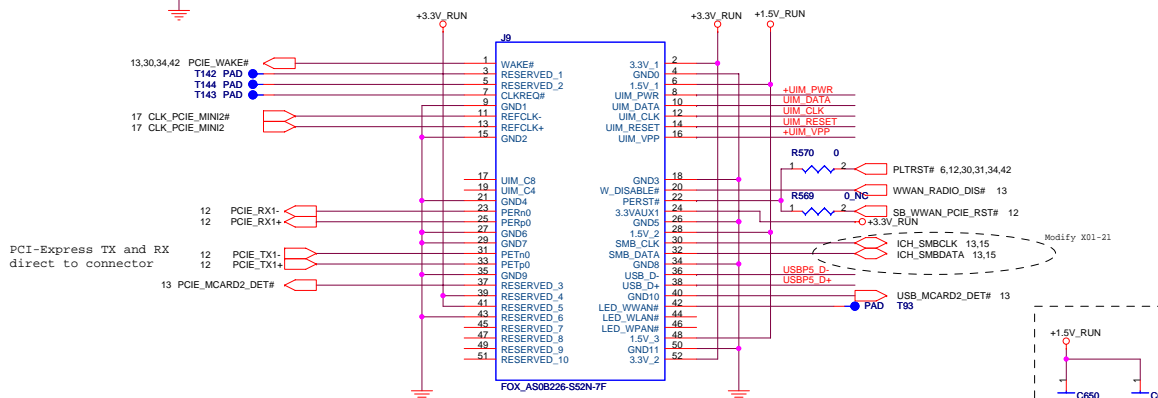 +3.3V_RUN
+3.3V_RUN
+1.5V_RUN
J9
13,30,34,42 PCIE_WAKE# 1 WAKE# 3.3V_1 2
T142 PAD 3 RESERVED_1 GND0 4
T144 PAD 5 RESERVED_2 1.5V_1 6
T143 PAD 7 CLKREQ# UIM_PWR 8 +UIM_PWR
9 GND1 UIM_DATA 10 UIM_DATA
17 CLK_PCIE_MINI2# 11 REFCLK- UIM_CLK 12 UIM_CLK
17 CLK_PCIE_MINI2 13 REFCLK+ UIM_RESET 14 UIM_RESET
15 GND2 UIM_VPP 16 +UIM_VPP
R570 0
1 2 PLTRST# 6,12,30,31,34,42
17 UIM_C8 GND3 18
19 UIM_C4 W_DISABLE# 20 WWAN_RADIO_DIS# 13
21 GND4 PERST# 22
R569 0_NC
12 PCIE_RX1- 23 PERn0 3.3VAUX1 24 1 2 SB_WWAN_PCIE_RST# 12
12 PCIE_RX1+ 25 PERp0 GND5 26 +3.3V_RUN
27 GND6 1.5V_2 28
Modify X01-21
29 GND7 SMB_CLK 30 ICH_SMBCLK 13,15
PCI-Express TX and RX
direct to connector
12 PCIE_TX1- 31 PETn0 SMB_DATA 32 ICH_SMBDATA 13,15
12 PCIE_TX1+ 33 PETp0 GND8 34
35 GND9 USB_D- 36 USBP5_D-
13 PCIE_MCARD2_DET# 37 RESERVED_3 USB_D+ 38 USBP5_D+
39 RESERVED_4 GND10 40 USB_MCARD2_DET# 13
41 RESERVED_5 LED_WWAN# 42 PAD T93
43 RESERVED_6 LED_WLAN# 44
45 RESERVED_7 LED_WPAN# 46
47 RESERVED_8 1.5V_3 48
49 RESERVED_9 GND11 50
51 RESERVED_10 3.3V_2 52
FOX_AS0B226-S52N-7F
+1.5V_RUN
1 1
C650